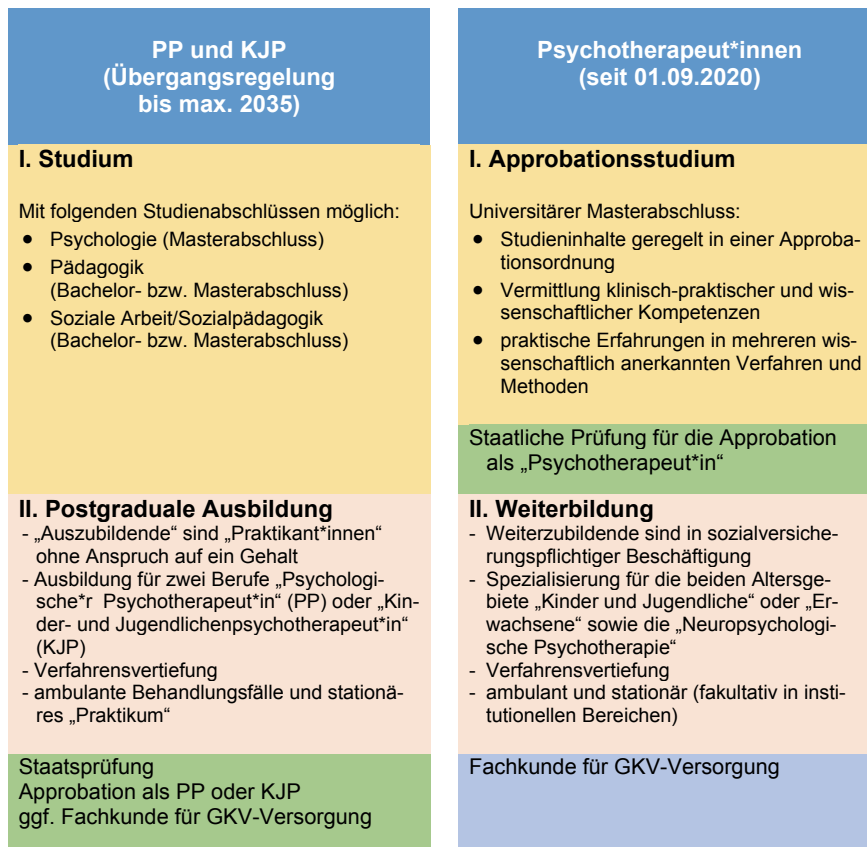 PP und KJP
(Übergangsregelung
bis max. 2035)
I. Studium
Mit folgenden Studienabschlüssen möglich:
● Psychologie (Masterabschluss)
● Pädagogik
(Bachelor- bzw. Masterabschluss)
● Soziale Arbeit/Sozialpädagogik
(Bachelor- bzw. Masterabschluss)
II. Postgraduale Ausbildung
- „Auszubildende“ sind „Praktikant*innen“
ohne Anspruch auf ein Gehalt
- Ausbildung für zwei Berufe „Psychologi-
sche*r Psychotherapeut*in“ (PP) oder „Kin-
der- und Jugendlichenpsychotherapeut*in“
(KJP)
- Verfahrensvertiefung
- ambulante Behandlungsfälle und stationä-
res „Praktikum“
Staatsprüfung
Approbation als PP oder KJP
ggf. Fachkunde für GKV-Versorgung
Psychotherapeut*innen
(seit 01.09.2020)
I. Approbationsstudium
Universitärer Masterabschluss:
● Studieninhalte geregelt in einer Approba-
tionsordnung
● Vermittlung klinisch-praktischer und wis-
senschaftlicher Kompetenzen
● praktische Erfahrungen in mehreren wis-
senschaftlich anerkannten Verfahren und
Methoden
Staatliche Prüfung für die Approbation
als „Psychotherapeut*in“
II. Weiterbildung
- Weiterzubildende sind in sozialversiche-
rungspflichtiger Beschäftigung
- Spezialisierung für die beiden Altersge-
biete „Kinder und Jugendliche“ oder „Er-
wachsene“ sowie die „Neuropsychologi-
sche Psychotherapie“
- Verfahrensvertiefung
- ambulant und stationär (fakultativ in insti-
tutionellen Bereichen)
Fachkunde für GKV-Versorgung